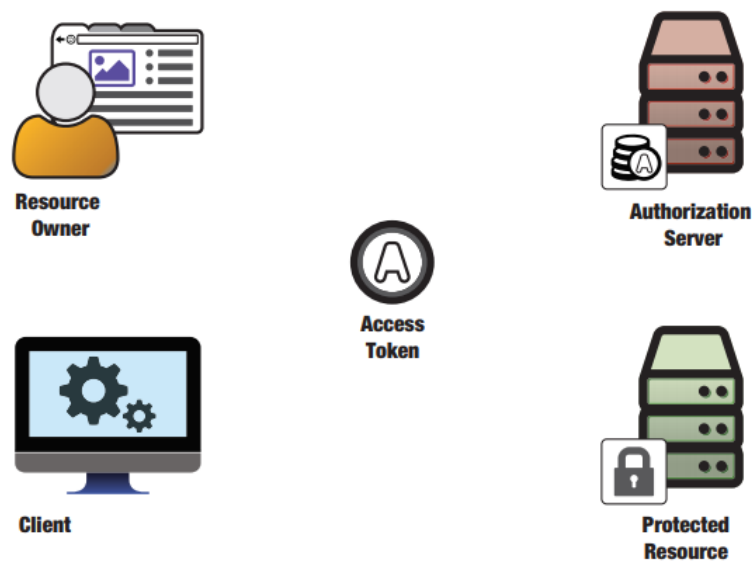 Resource
Owner
A
Authorization
Server
A
Access
Token
Client
Protected
Resource